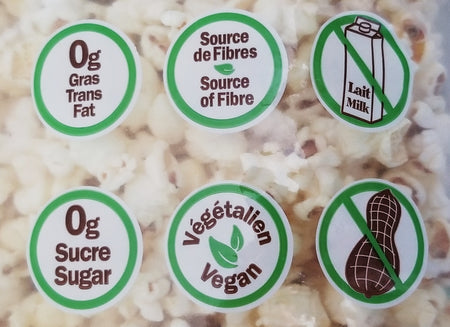 0g
Gras
Trans
Fat
Source
de Fibres
Source
of Fibre
Lait
Milk
0g
Sucre
Sugar
Végétalien
Vegan